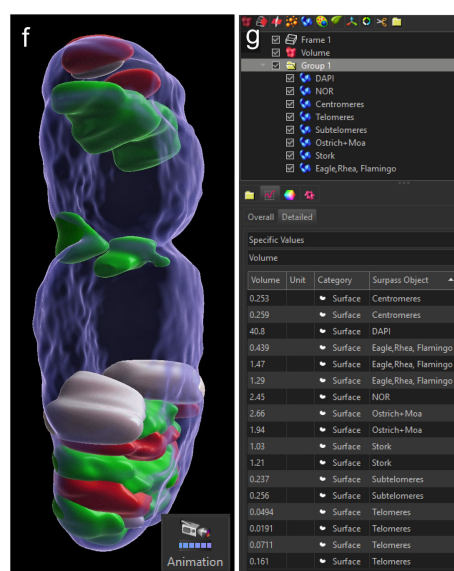 f
Animation
g
Frame 1
Volume
Group 1
DAPI
NOR
Centromeres
Telomeres
Subtelomeres
Ostrich+Moa
Stork
Eagle,Rhea, Flamingo
Overall Detailed
Specific Values
Volume
Volume Unit Category Surpass Object
0.253 Surface Centromeres
0.259 Surface Centromeres
40.8 Surface DAPI
0.439 Surface Eagle,Rhea, Flamingo
1.47 Surface Eagle,Rhea, Flamingo
1.29 Surface Eagle,Rhea, Flamingo
2.45 Surface NOR
2.66 Surface Ostrich+Moa
1.94 Surface Ostrich+Moa
1.03 Surface Stork
1.21 Surface Stork
0.237 Surface Subtelomeres
0.256 Surface Subtelomeres
0.0494 Surface Telomeres
0.0191 Surface Telomeres
0.0711 Surface Telomeres
0.161 Surface Telomeres